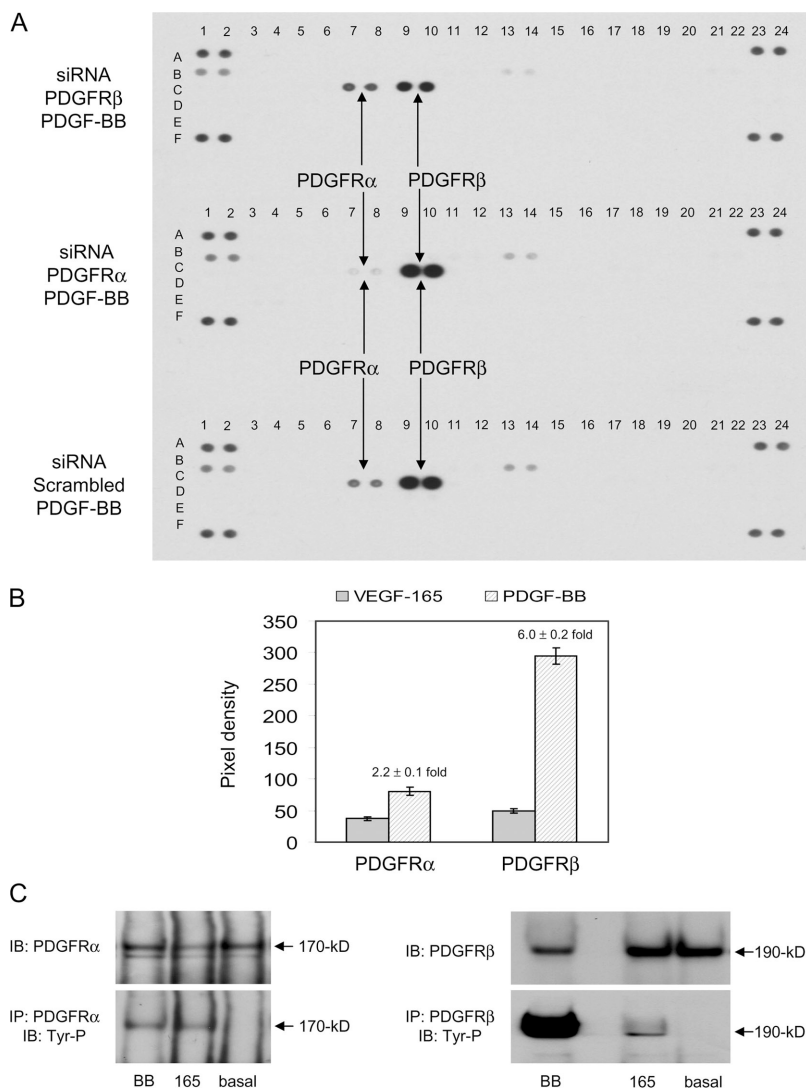 A
1 2 3 4 5 6 7 8 9 10 11 12 13 14 15 16 17 18 19 20 21 22 23 24
siRNA
PDGFRβ
PDGF-BB
A
B
C
D
E
F
PDGFRα PDGFRβ
1 2 3 4 5 6 7 8 9 10 11 12 13 14 15 16 17 18 19 20 21 22 23 24
siRNA
PDGFRα
PDGF-BB
A
B
C
D
E
F
PDGFRα PDGFRβ
1 2 3 4 5 6 7 8 9 10 11 12 13 14 15 16 17 18 19 20 21 22 23 24
siRNA
Scrambled
PDGF-BB
A
B
C
D
E
F
B
VEGF-165 PDGF-BB
Pixel density
350
300
250
200
150
100
50
0
2.2 ± 0.1 fold
6.0 ± 0.2 fold
PDGFRα PDGFRβ
C
IB: PDGFRα
170-kD
IP: PDGFRα
IB: Tyr-P
170-kD
BB 165 basal
IB: PDGFRβ
190-kD
IP: PDGFRβ
IB: Tyr-P
190-kD
BB 165 basal